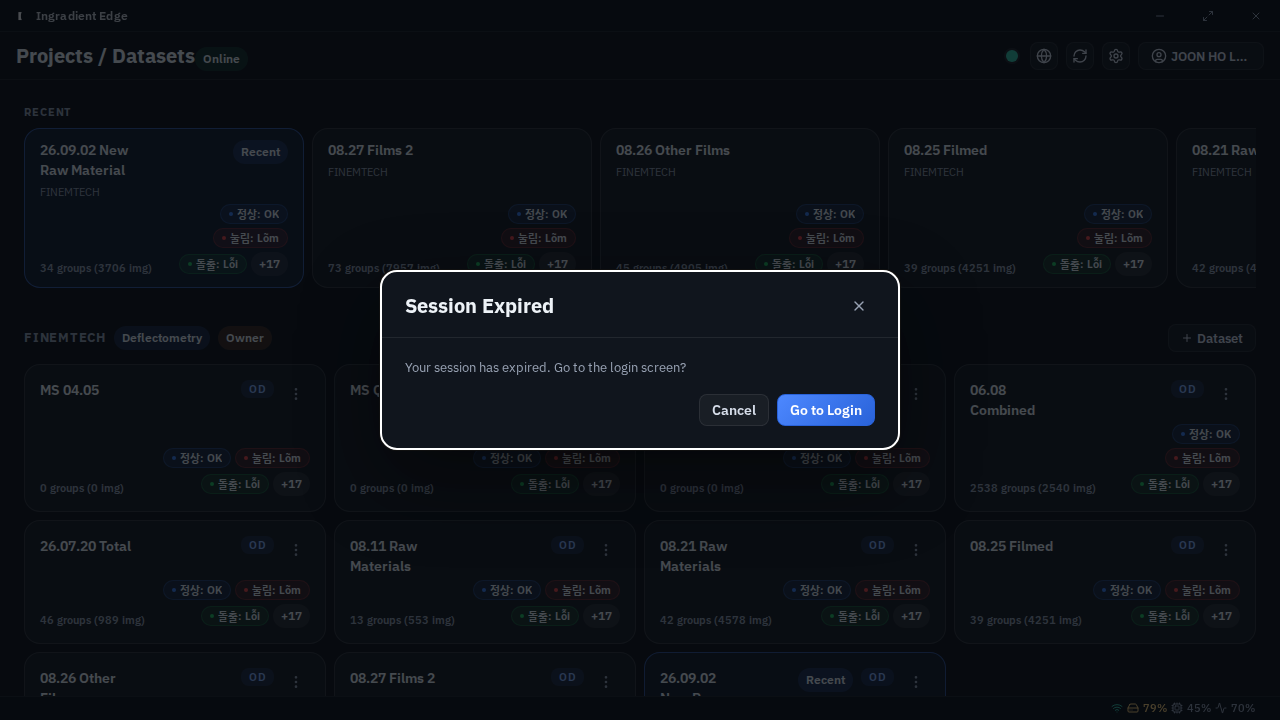 Ingradient Edge
Projects / Datasets Online
JOON HO L...
RECENT
26.09.02 New Raw Material
Recent
FINEMTECH
정상: OK
눌림: Lõm
34 groups (3706 img)
돌출: Lồi
+17
08.27 Films 2
FINEMTECH
정상: OK
눌림: Lõm
73 groups (7957 img)
돌출: Lồi
+17
08.26 Other Films
FINEMTECH
정상: OK
눌림: Lõm
45 groups (4905 img)
돌출: Lồi
+17
08.25 Filmed
FINEMTECH
정상: OK
눌림: Lõm
39 groups (4251 img)
돌출: Lồi
+17
08.21 Raw
FINEMTECH
42 groups (4
Session Expired
Your session has expired. Go to the login screen?
Cancel
Go to Login
FINEMTECH Deflectometry Owner
+ Dataset
MS 04.05
OD
정상: OK
눌림: Lõm
0 groups (0 img)
돌출: Lồi
+17
MS
정상: OK
눌림: Lõm
0 groups (0 img)
돌출: Lồi
+17
정상: OK
눌림: Lõm
0 groups (0 img)
돌출: Lồi
+17
06.08
Combined
OD
정상: OK
눌림: Lõm
2538 groups (2540 img)
돌출: Lồi
+17
26.07.20 Total
OD
정상: OK
눌림: Lõm
46 groups (989 img)
돌출: Lồi
+17
08.11 Raw
Materials
OD
정상: OK
눌림: Lõm
13 groups (553 img)
돌출: Lồi
+17
08.21 Raw
Materials
OD
정상: OK
눌림: Lõm
42 groups (4578 img)
돌출: Lồi
+17
08.25 Filmed
OD
정상: OK
눌림: Lõm
39 groups (4251 img)
돌출: Lồi
+17
08.26 Other
OD
08.27 Films 2
OD
26.09.02
Recent
OD
79% 45% 70%